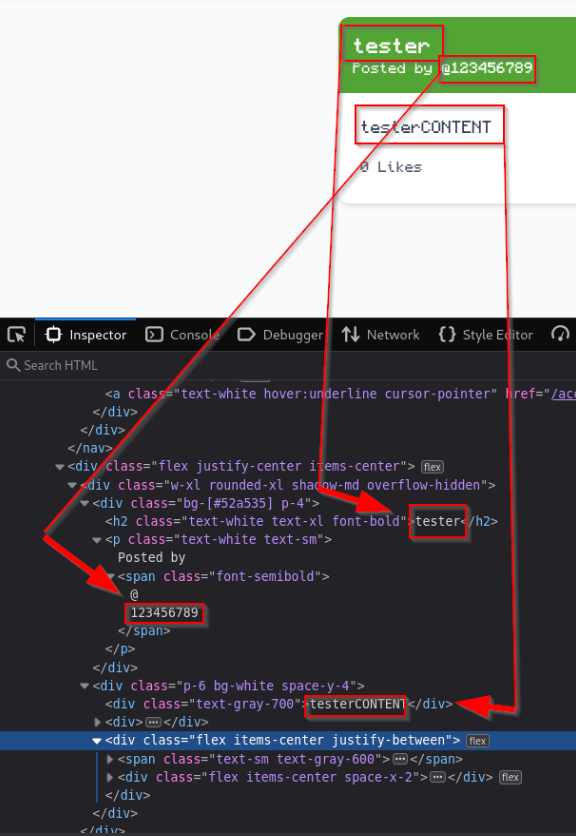 tester
Posted by @123456789
testerCONTENT
0 Likes
Inspector Console Debugger Network Style Editor
Search HTML
<a class="text-white hover:underline cursor-pointer" href="/acc
</div>
</div>
</nav>
<div class="flex justify-center items-center"> flex
<div class="w-xl rounded-xl shadow-md overflow-hidden">
<div class="bg-[#52a535] p-4">
<h2 class="text-white text-xl font-bold">tester</h2>
<p class="text-white text-sm">
Posted by
<span class="font-semibold">
@
123456789
</span>
</p>
</div>
<div class="p-6 bg-white space-y-4">
<div class="text-gray-700">testerCONTENT</div>
<div>⋯</div>
<div class="flex items-center justify-between"> flex
<span class="text-sm text-gray-600">⋯</span>
<div class="flex items-center space-x-2">⋯</div> flex
</div>
</div>
</div>